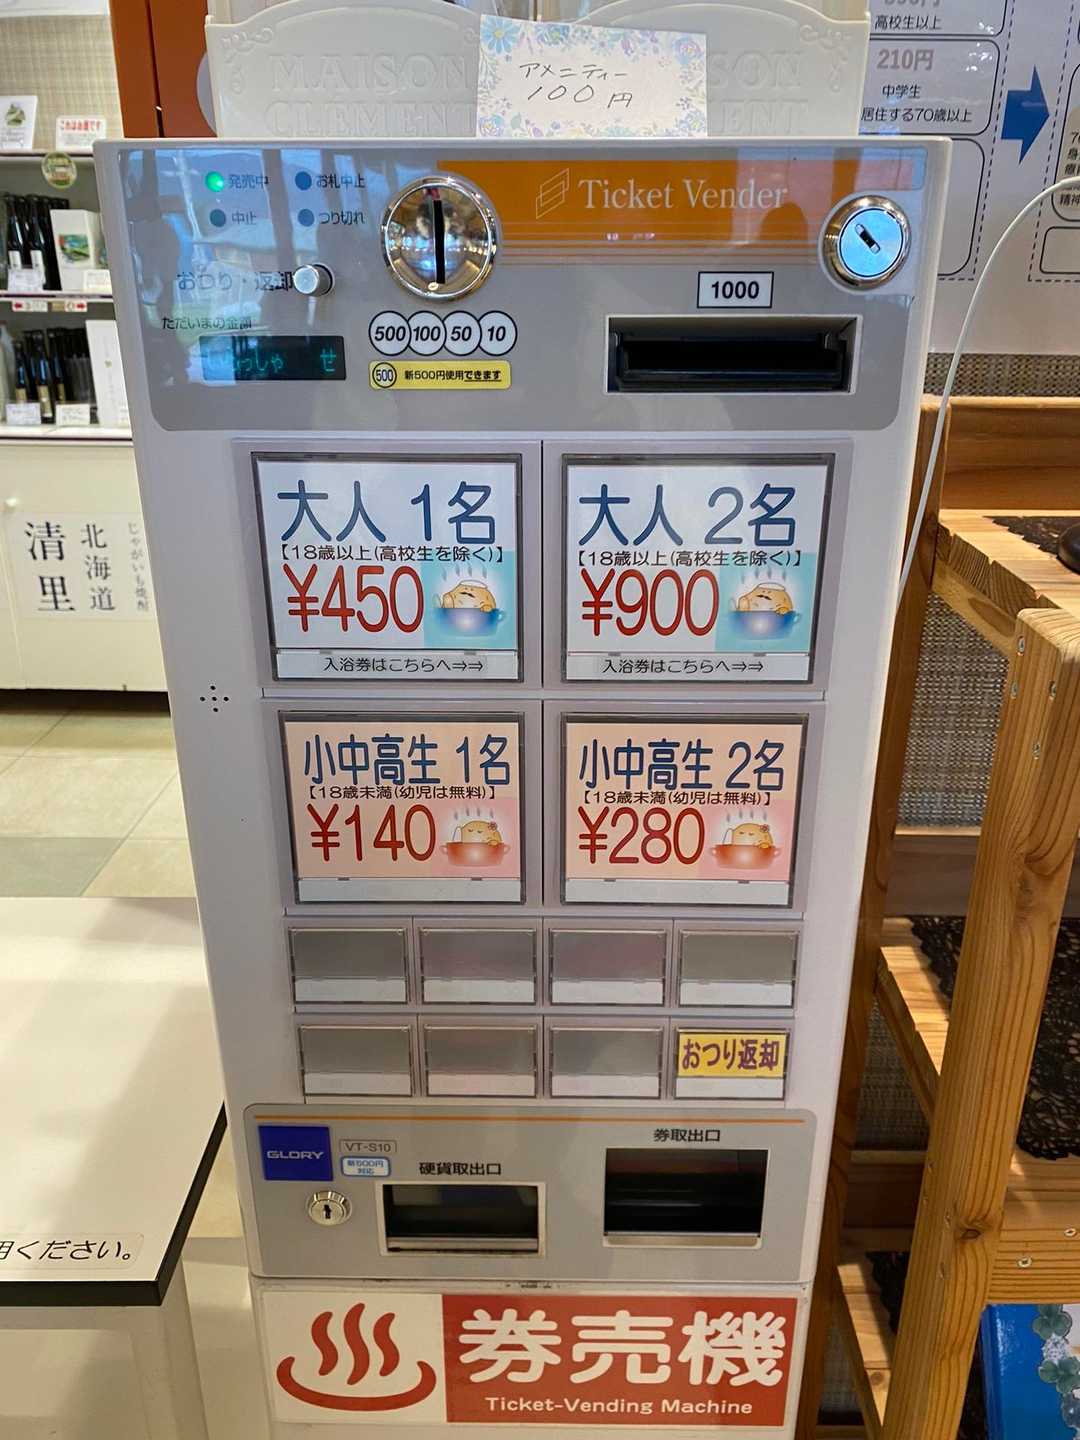 MAISON
アメニティー
100円
高校生以上
210円
中学生
居住する70歳以上
これはお酒です
発売中
お札中止
中止
つり切れ
Ticket Vender
おつり・返却
ただいまの金額
1000
500 100 50 10
500 新500円使用できます
大人 1名
【18歳以上(高校生を除く)】
¥450
入浴券はこちらへ⇒⇒
大人 2名
【18歳以上(高校生を除く)】
¥900
入浴券はこちらへ⇒⇒
小中高生 1名
【18歳未満(幼児は無料)】
¥140
小中高生 2名
【18歳未満(幼児は無料)】
¥280
じゃがいも焼酎
北海道
清里
おつり返却
GLORY
VT-S10
新500円
対応
硬貨取出口
券取出口
用ください。
券売機
Ticket-Vending Machine